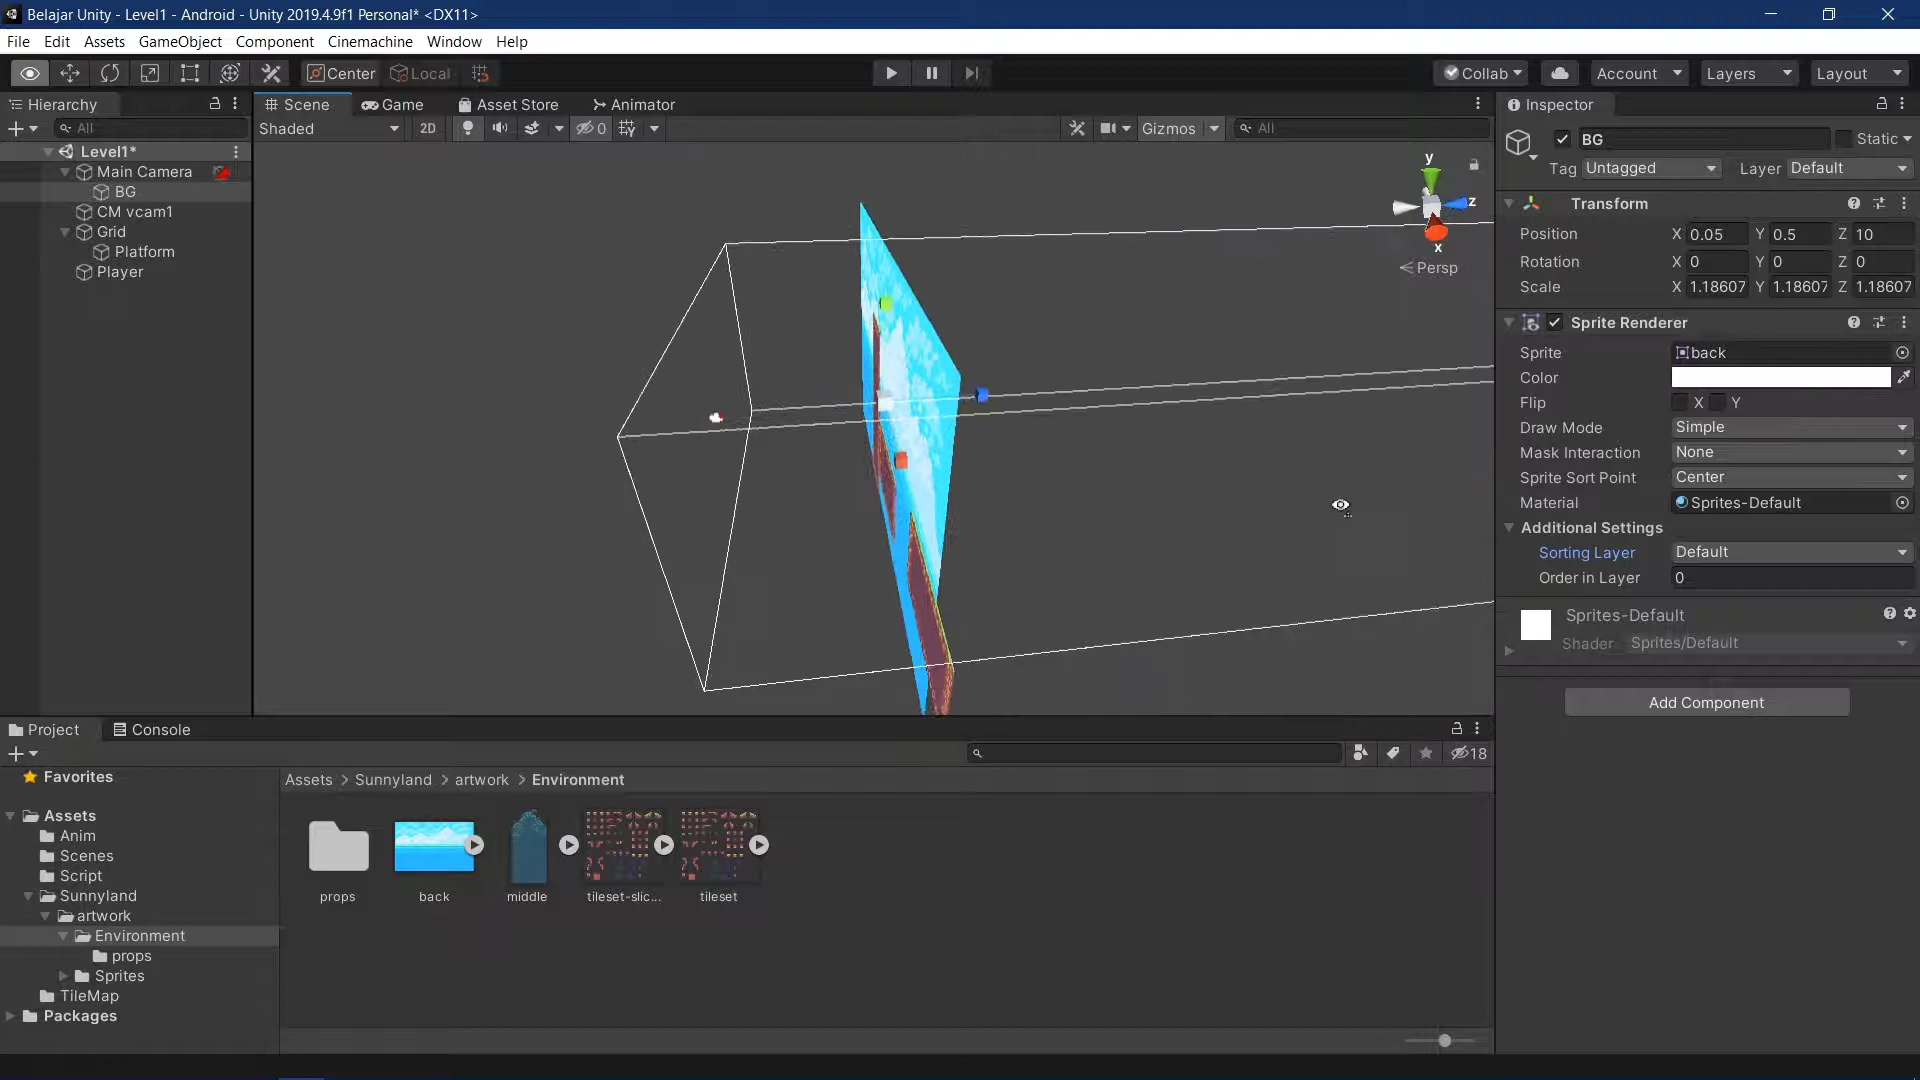 Belajar Unity - Level1 - Android - Unity 2019.4.9f1 Personal* <DX11>
File Edit Assets GameObject Component Cinemachine Window Help
Center Local Collab Account Layers Layout
Hierarchy
All
Level1*
Main Camera
BG
CM vcam1
Grid
Platform
Player
Scene Game Asset Store Animator
Shaded 2D 0 Gizmos All
y
z
x
Persp
Inspector
BG Static
Tag Untagged Layer Default
Transform
Position X 0.05 Y 0.5 Z 10
Rotation X 0 Y 0 Z 0
Scale X 1.18607 Y 1.18607 Z 1.18607
Sprite Renderer
Sprite back
Color
Flip X Y
Draw Mode Simple
Mask Interaction None
Sprite Sort Point Center
Material Sprites-Default
Additional Settings
Sorting Layer Default
Order in Layer 0
Sprites-Default
Shader Sprites/Default
Add Component
Project Console
18
Favorites
Assets
Anim
Scenes
Script
Sunnyland
artwork
Environment
props
Sprites
TileMap
Packages
Assets > Sunnyland > artwork > Environment
props back middle tileset-slic... tileset